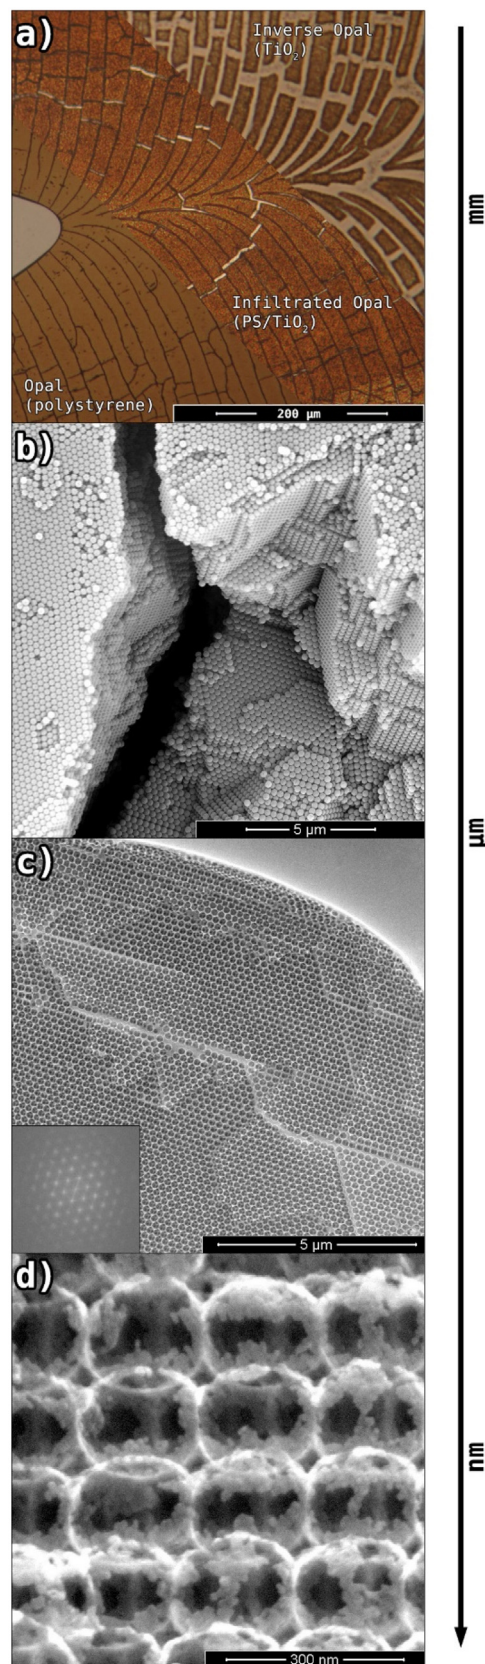 a)
Inverse Opal
(TiO₂)
Infiltrated Opal
(PS/TiO₂)
Opal
(polystyrene)
200 µm
b)
5 µm
c)
5 µm
d)
300 nm
mm
µm
nm